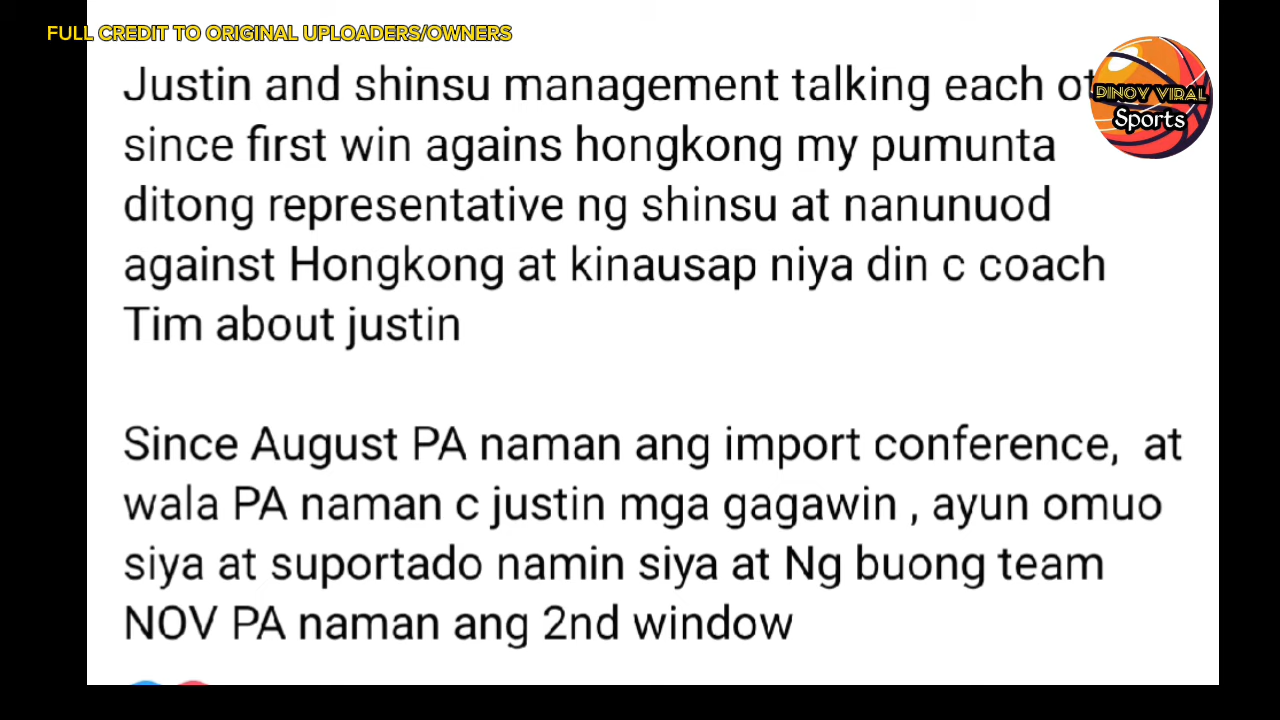 FULL CREDIT TO ORIGINAL UPLOADERS/OWNERS
Justin and shinsu management talking each
PINOY VIRAL
Sports
since first win agains hongkong my pumunta
ditong representative ng shinsu at nanunuod
against Hongkong at kinausap niya din c coach
Tim about justin
Since August PA naman ang import conference, at
wala PA naman c justin mga gagawin , ayun omuo
siya at suportado namin siya at Ng buong team
NOV PA naman ang 2nd window